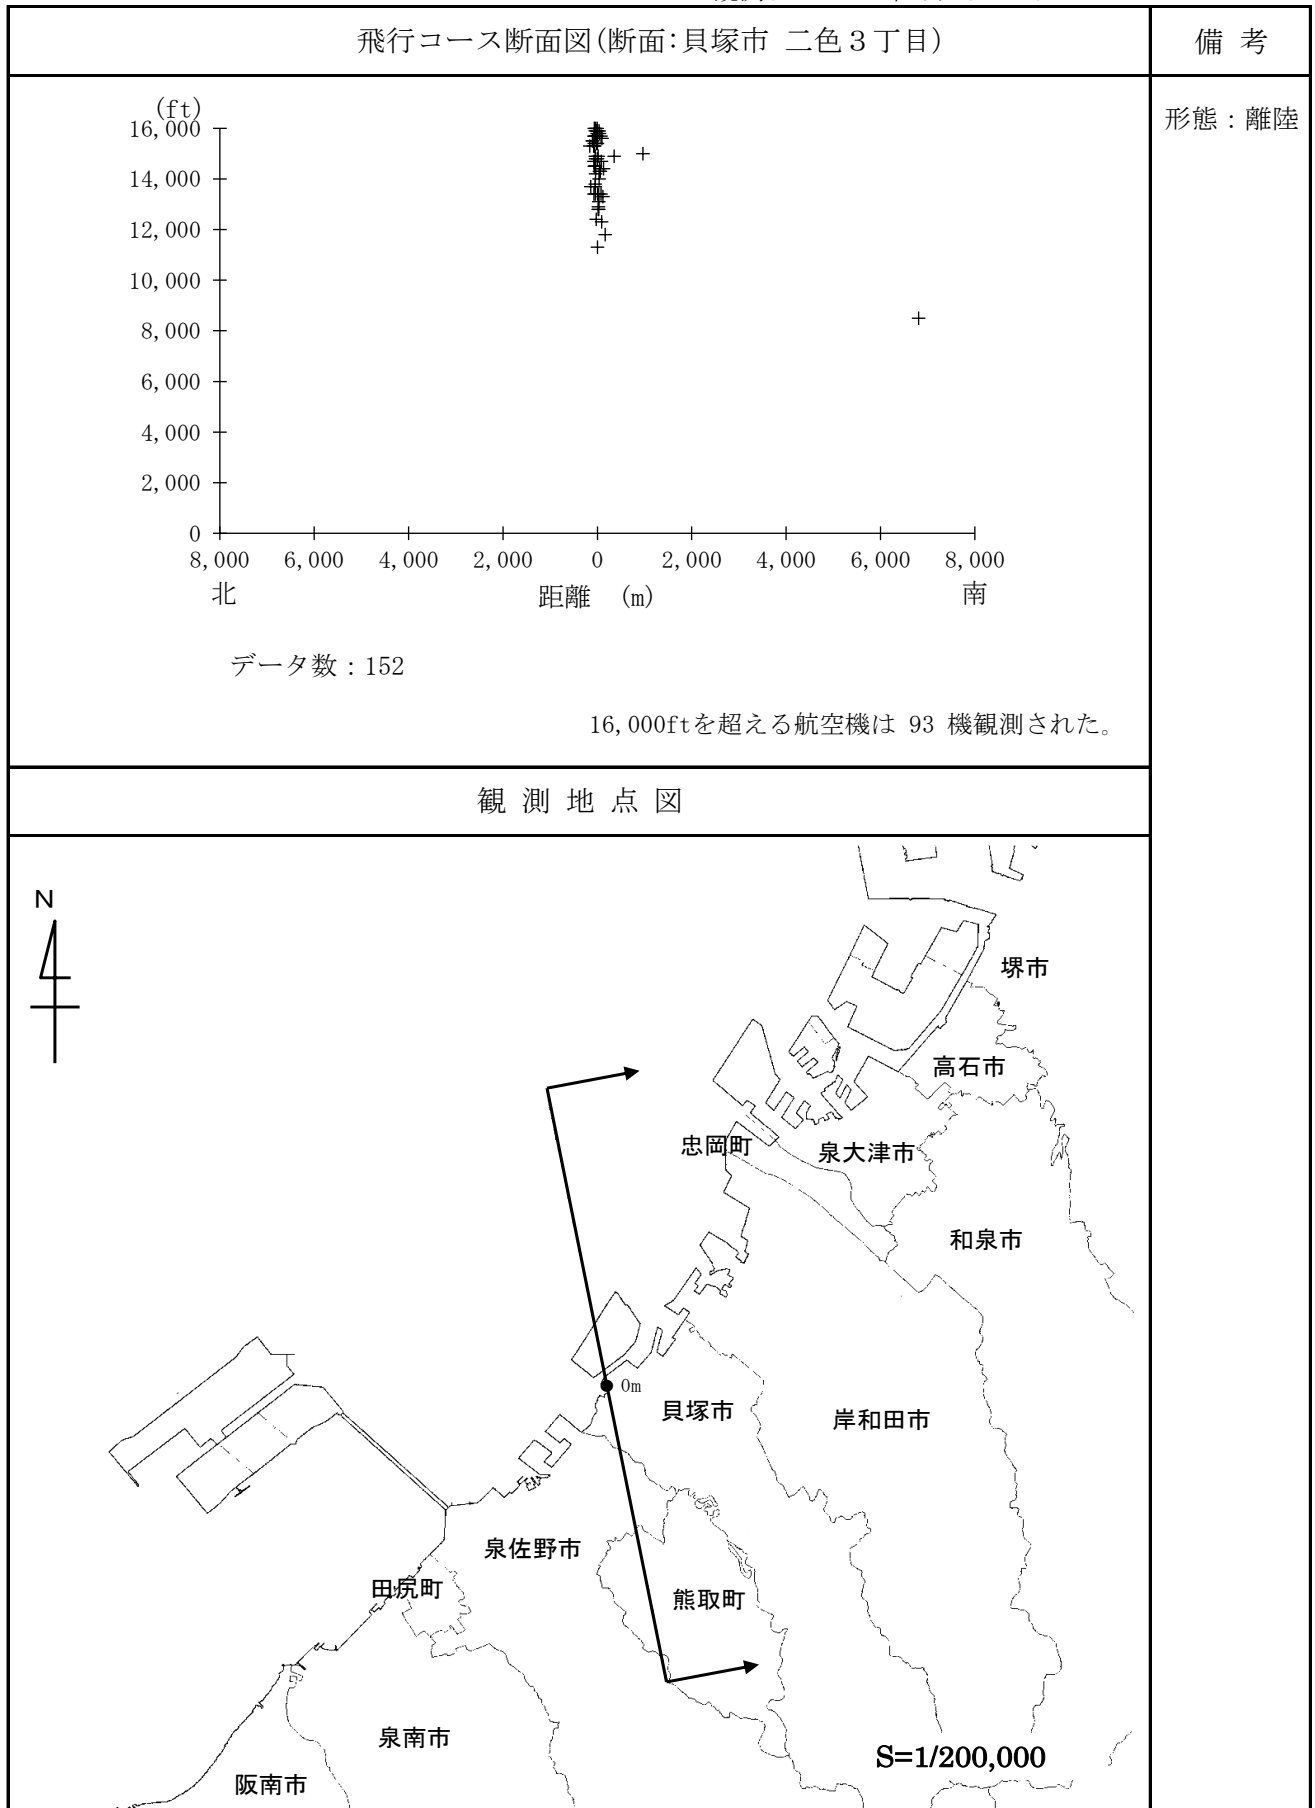 飛行コース断面図(断面:貝塚市 二色３丁目)
備 考
形態：離陸
(ft)
16,000
14,000
12,000
10,000
8,000
6,000
4,000
2,000
0
8,000 6,000 4,000 2,000 0 2,000 4,000 6,000 8,000
北 距離 (m) 南
データ数：152
16,000ftを超える航空機は 93 機観測された。
観 測 地 点 図
N
堺市
高石市
忠岡町
泉大津市
和泉市
0m
貝塚市
岸和田市
泉佐野市
田尻町
熊取町
泉南市
S=1/200,000
阪南市